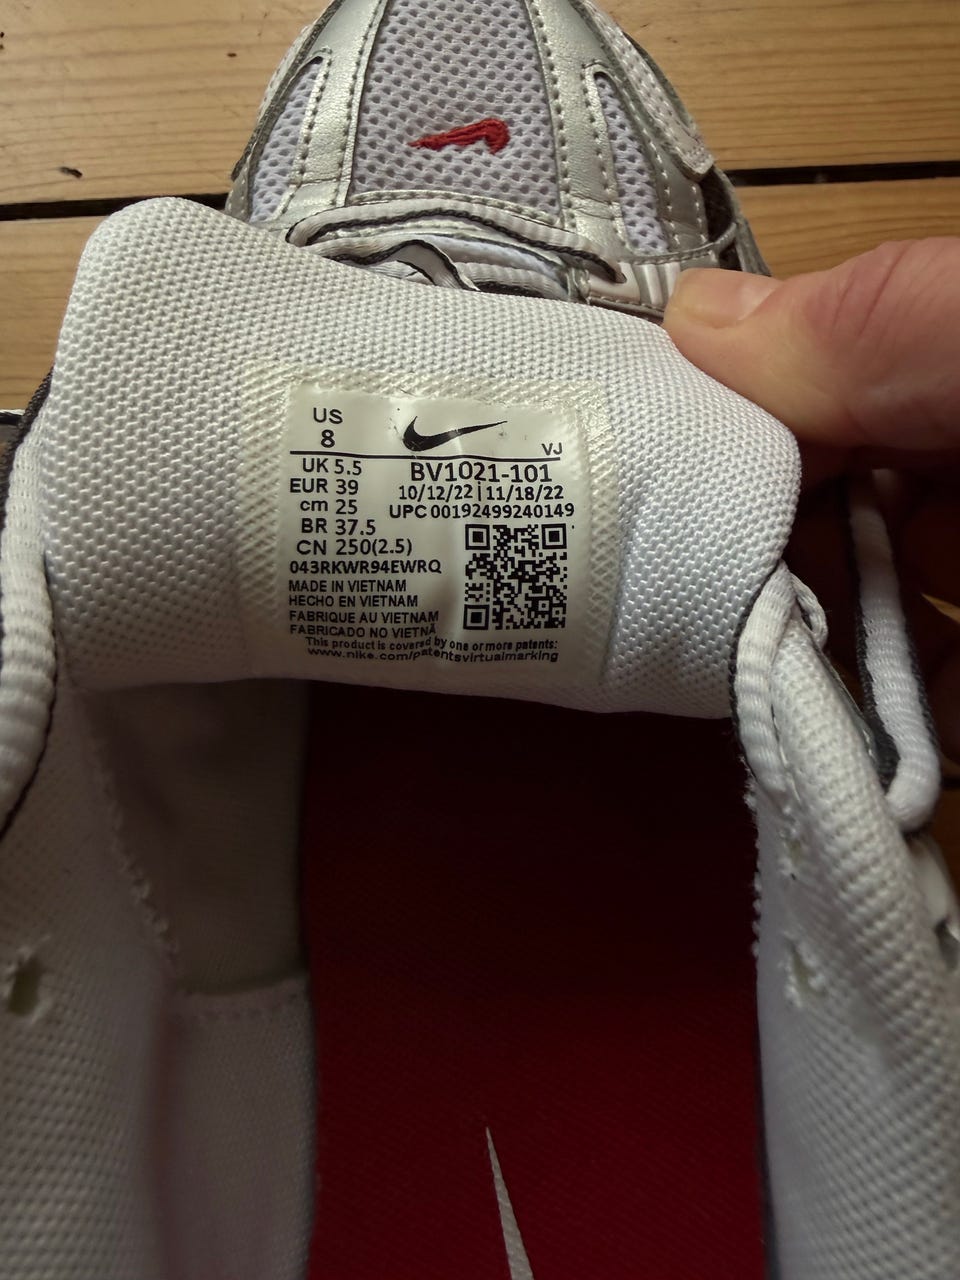 US
8
VJ
UK 5.5
EUR 39
cm 25
BR 37.5
CN 250(2.5)
BV1021-101
10/12/22|11/18/22
UPC 00192499240149
043RKWR94EWRQ
MADE IN VIETNAM
HECHO EN VIETNAM
FABRIQUE AU VIETNAM
FABRICADO NO VIETNÃ
This product is covered by one or more patents:
www.nike.com/patentsvirtualmarking